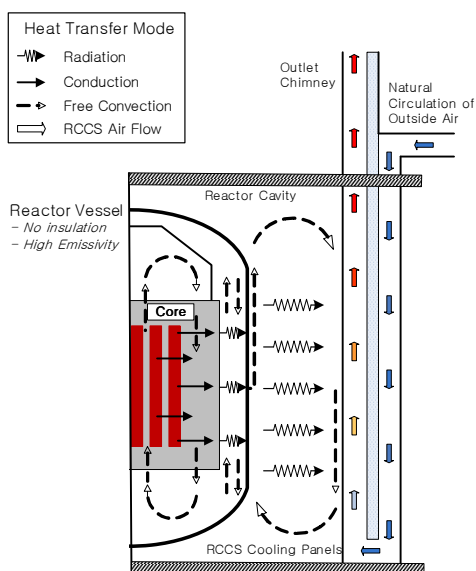 Heat Transfer Mode
Radiation
Conduction
Free Convection
RCCS Air Flow
Outlet
Chimney
Natural
Circulation of
Outside Air
Reactor Cavity
Reactor Vessel
- No insulation
- High Emissivity
Core
RCCS Cooling Panels